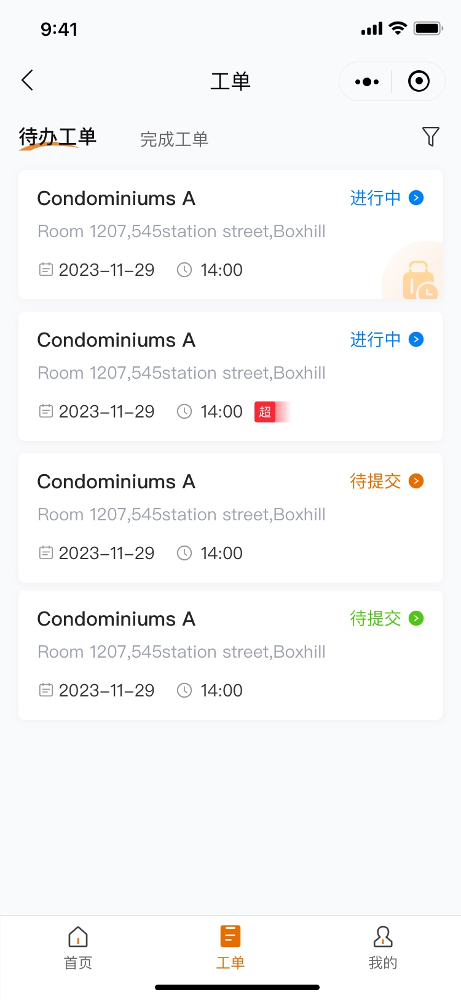 9:41
工单
待办工单 完成工单
Condominiums A 进行中
Room 1207,545station street,Boxhill
2023-11-29 14:00
Condominiums A 进行中
Room 1207,545station street,Boxhill
2023-11-29 14:00 超
Condominiums A 待提交
Room 1207,545station street,Boxhill
2023-11-29 14:00
Condominiums A 待提交
Room 1207,545station street,Boxhill
2023-11-29 14:00
首页 工单 我的